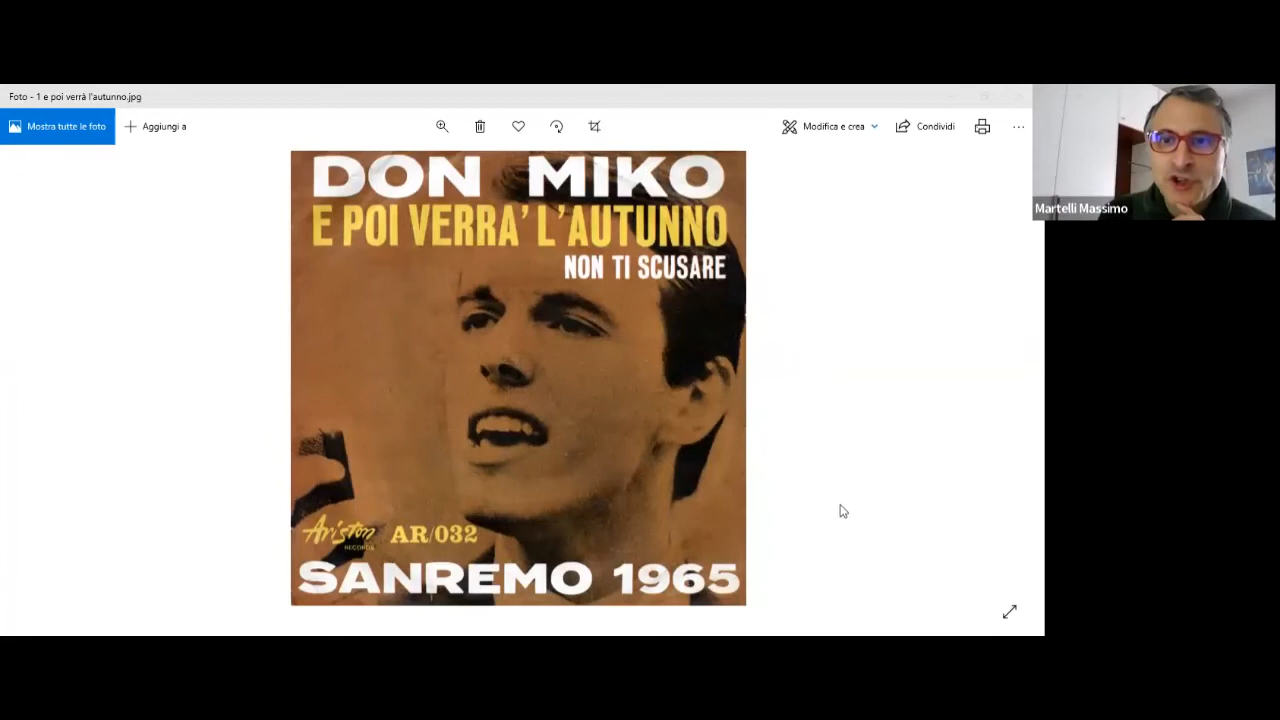 Foto - 1 e poi verrà l'autunno.jpg
Mostra tutte le foto
Aggiungi a
Modifica e crea
Condividi
DON MIKO
E POI VERRA' L'AUTUNNO
NON TI SCUSARE
Ariston
RECORDS
AR/032
SANREMO 1965
Martelli Massimo